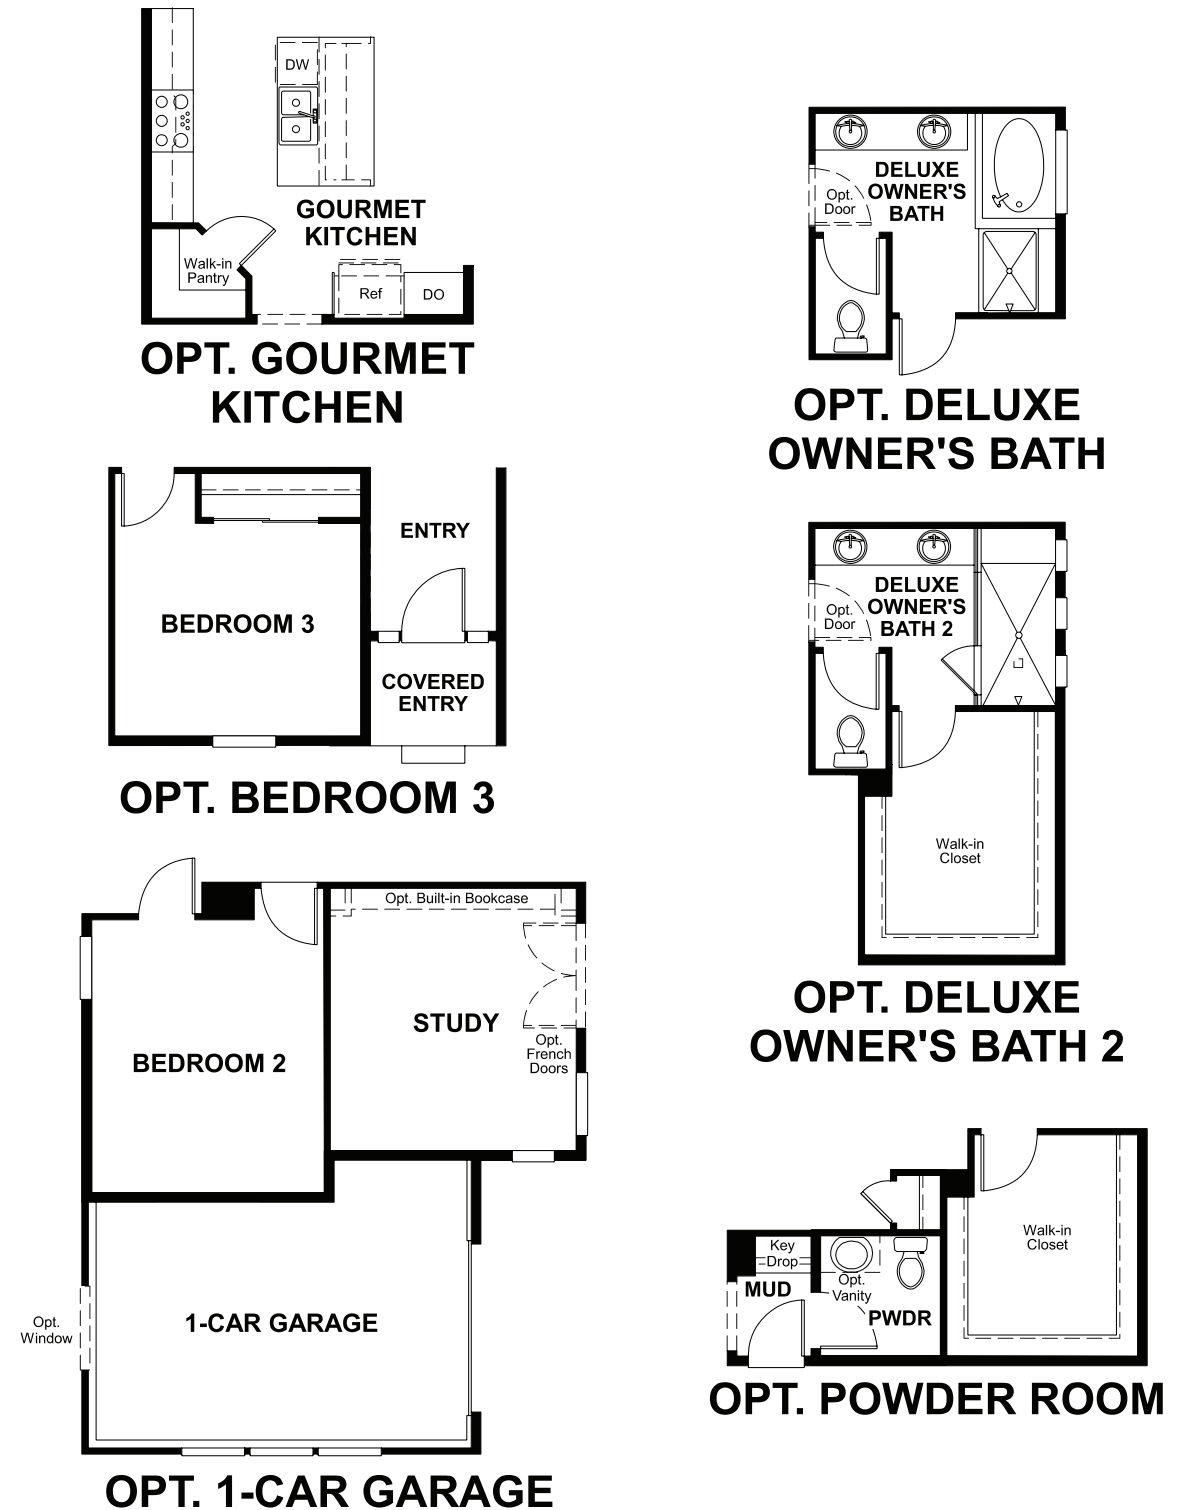 DW
GOURMET
KITCHEN
Walk-in
Pantry
Ref
DO
OPT. GOURMET
KITCHEN
DELUXE
OWNER'S
BATH
Opt.
Door
OPT. DELUXE
OWNER'S BATH
ENTRY
BEDROOM 3
COVERED
ENTRY
OPT. BEDROOM 3
DELUXE
OWNER'S
BATH 2
Opt.
Door
Walk-in
Closet
OPT. DELUXE
OWNER'S BATH 2
Opt. Built-in Bookcase
STUDY
Opt.
French
Doors
BEDROOM 2
1-CAR GARAGE
Opt.
Window
OPT. 1-CAR GARAGE
Key
Drop
MUD
Opt.
Vanity
PWDR
Walk-in
Closet
OPT. POWDER ROOM